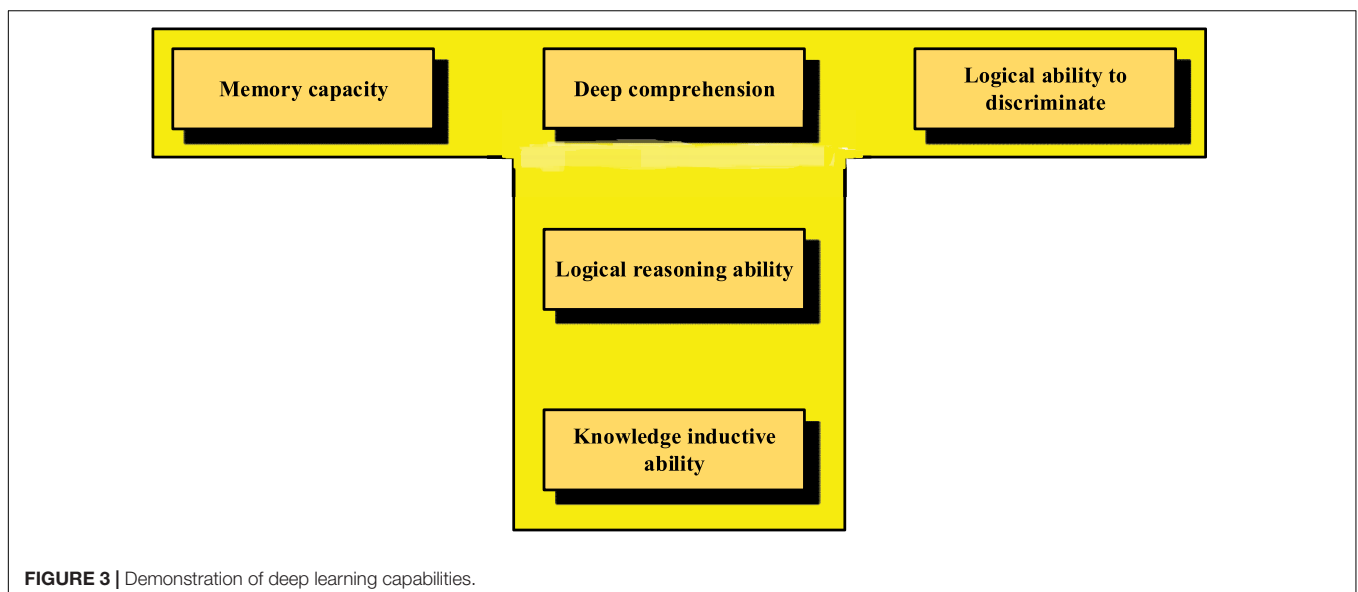 Memory capacity
Deep comprehension
Logical ability to
discriminate
Logical reasoning ability
Knowledge inductive
ability
FIGURE 3 | Demonstration of deep learning capabilities.